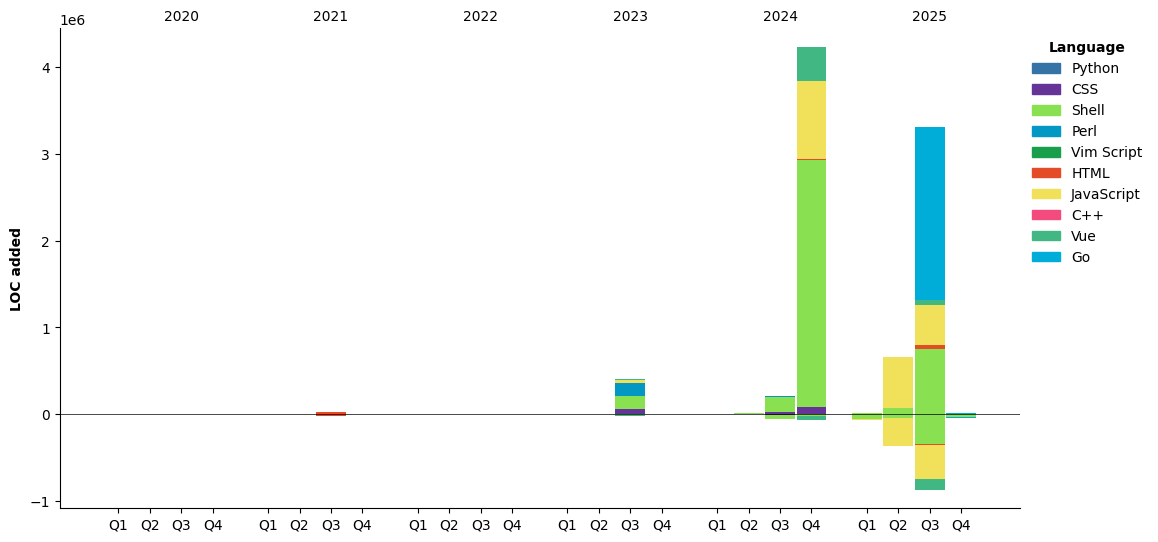 2020 2021 2022 2023 2024 2025
1e6
Language
Python
CSS
Shell
Perl
Vim Script
HTML
JavaScript
C++
Vue
Go
LOC added
4
3
2
1
0
−1
Q1 Q2 Q3 Q4 Q1 Q2 Q3 Q4 Q1 Q2 Q3 Q4 Q1 Q2 Q3 Q4 Q1 Q2 Q3 Q4 Q1 Q2 Q3 Q4